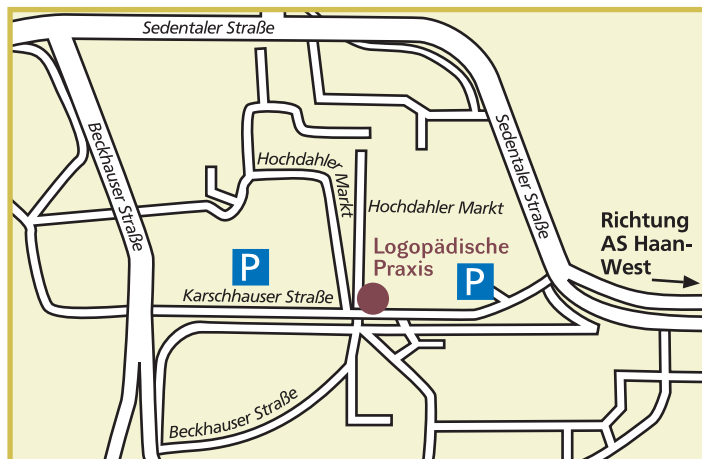 Sedentaler Straße
Beckhauser Straße
Sedentaler Straße
Hochdahler Markt
Hochdahler Markt
Richtung
AS Haan-
West
Logopädische
Praxis
P
P
Karschhauser Straße
Beckhauser Straße